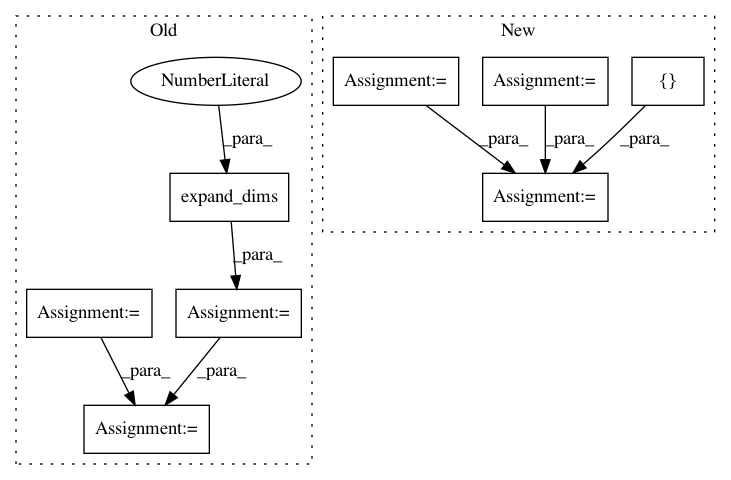 Old
New
NumberLiteral
Assignment:=
Assignment:=
{}
_para_
_para_
_para_
_para_
expand_dims
Assignment:=
_para_
Assignment:=
Assignment:=
_para_
_para_
Assignment:=